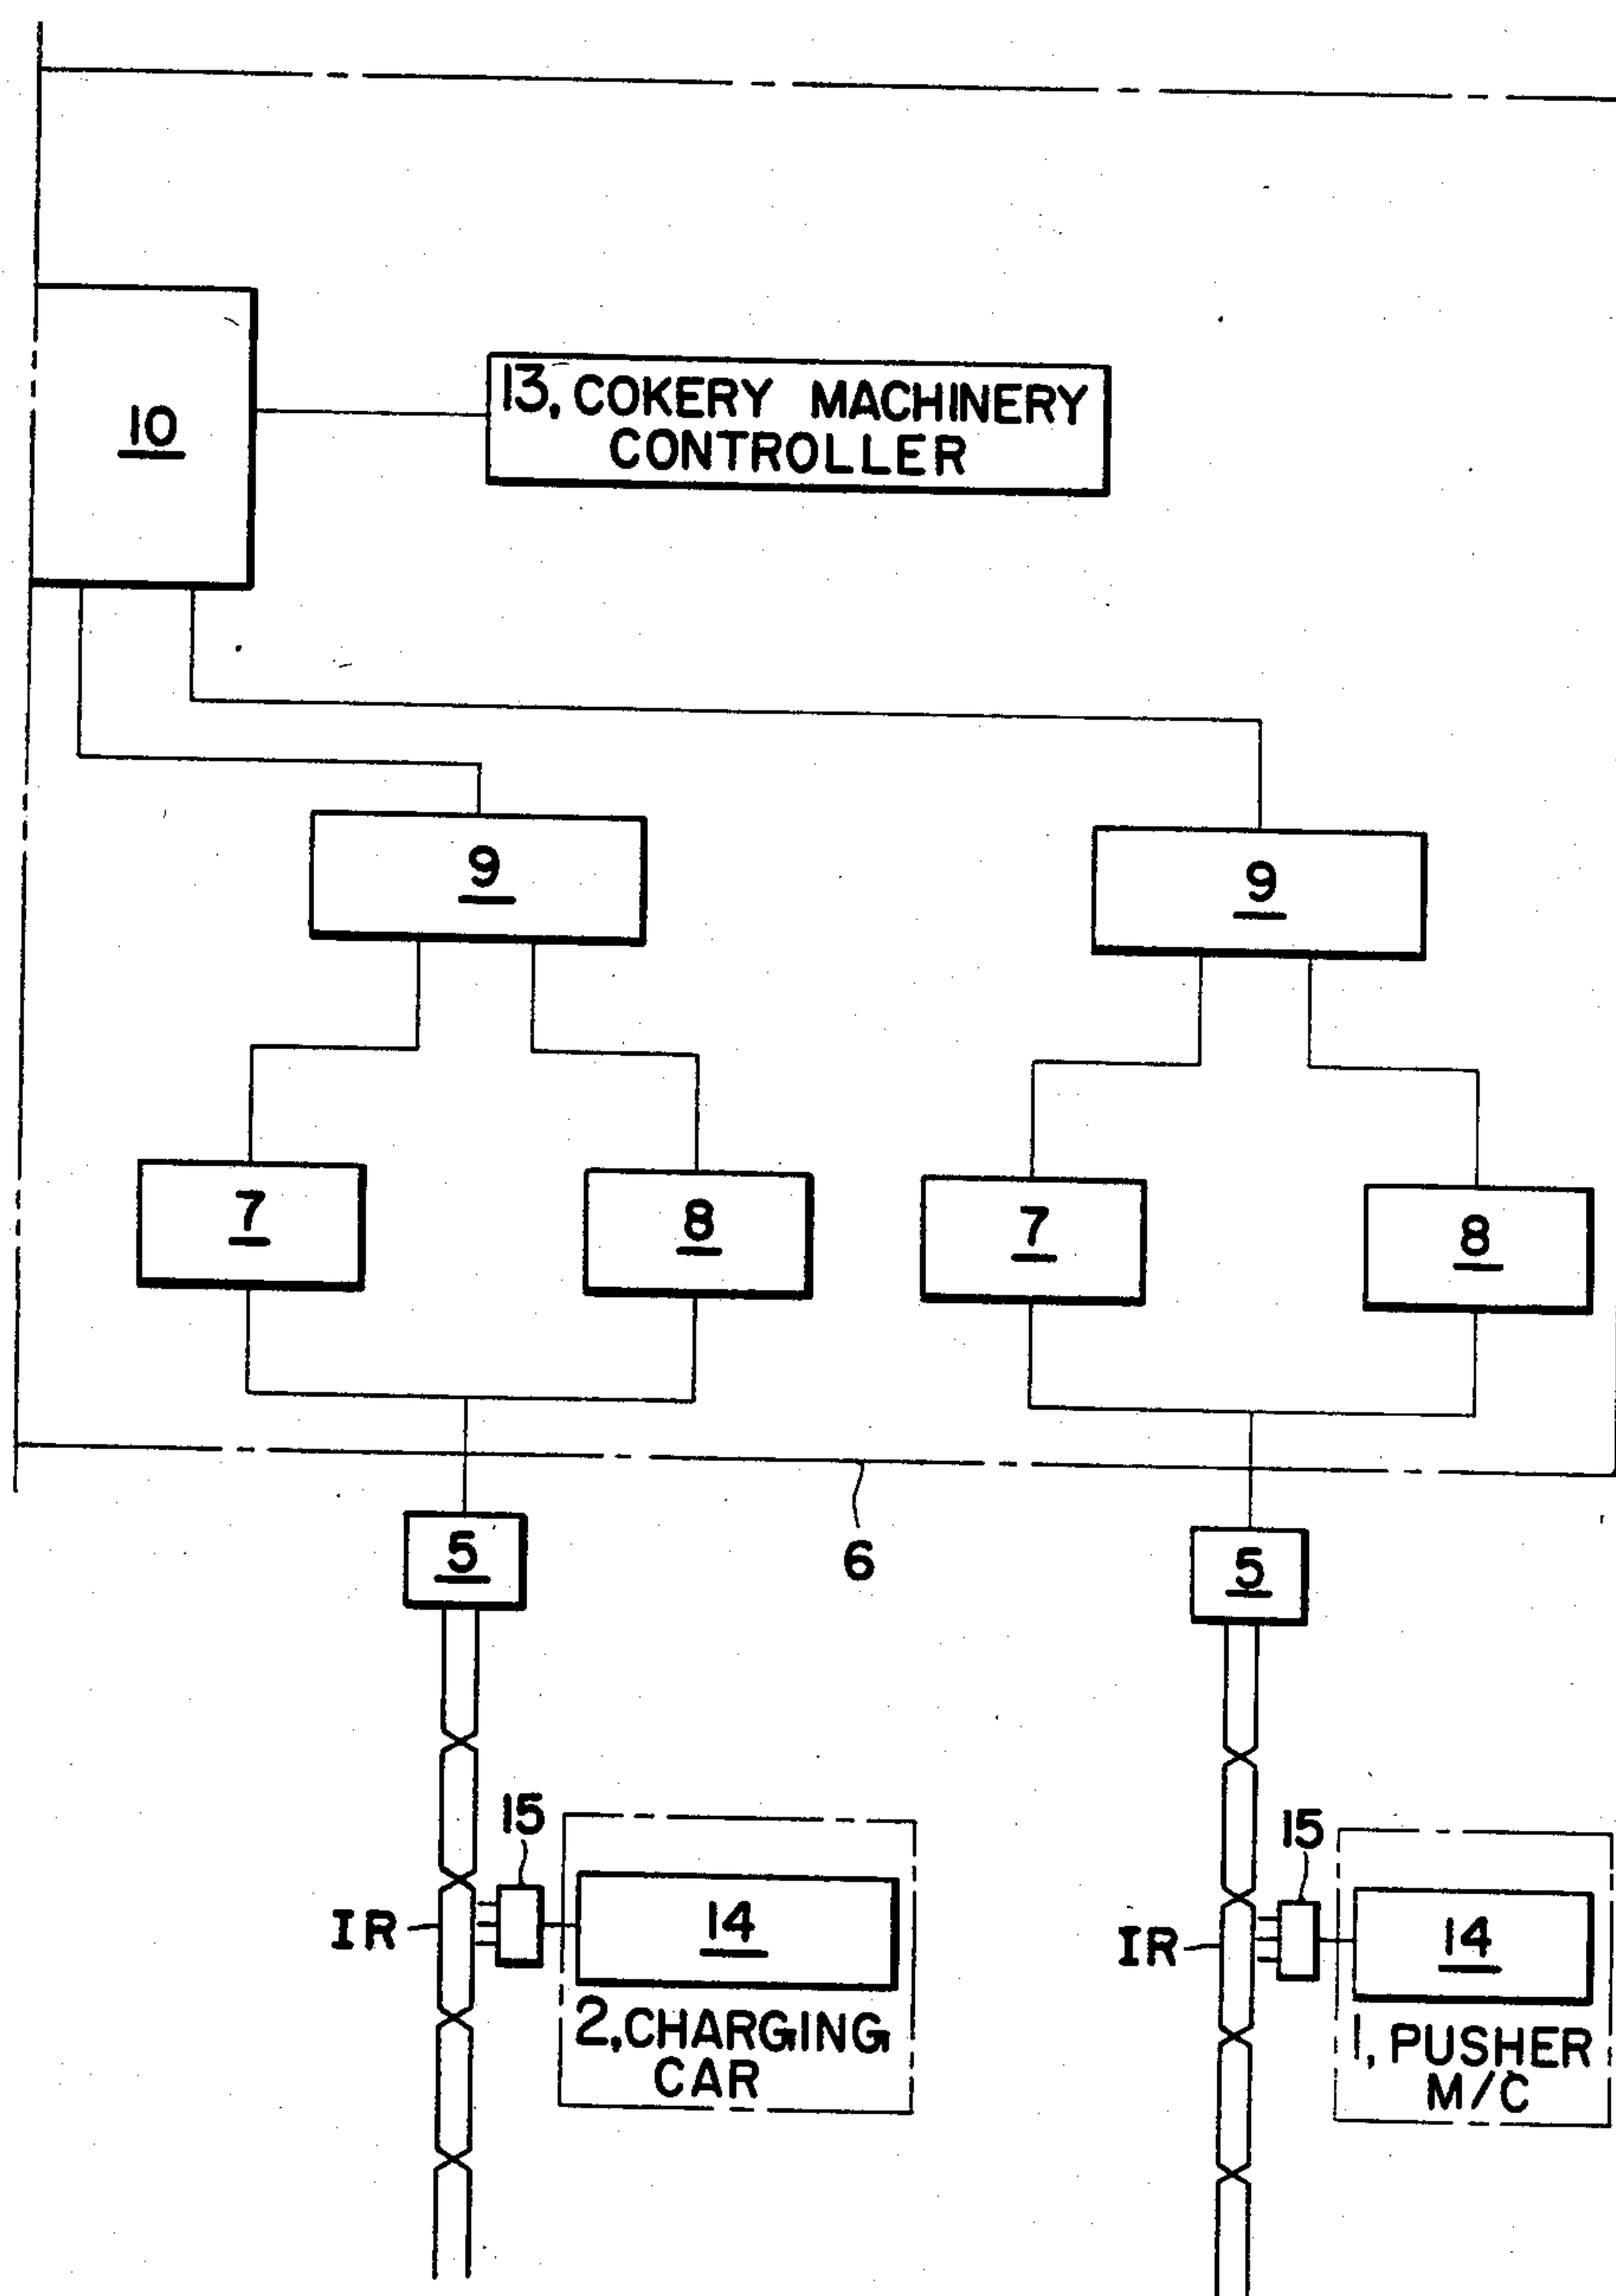 10
13, COKERY MACHINERY
CONTROLLER
9
9
7
8
7
8
6
5
5
15
15
IR
14
IR
14
2, CHARGING
CAR
1, PUSHER
M/C